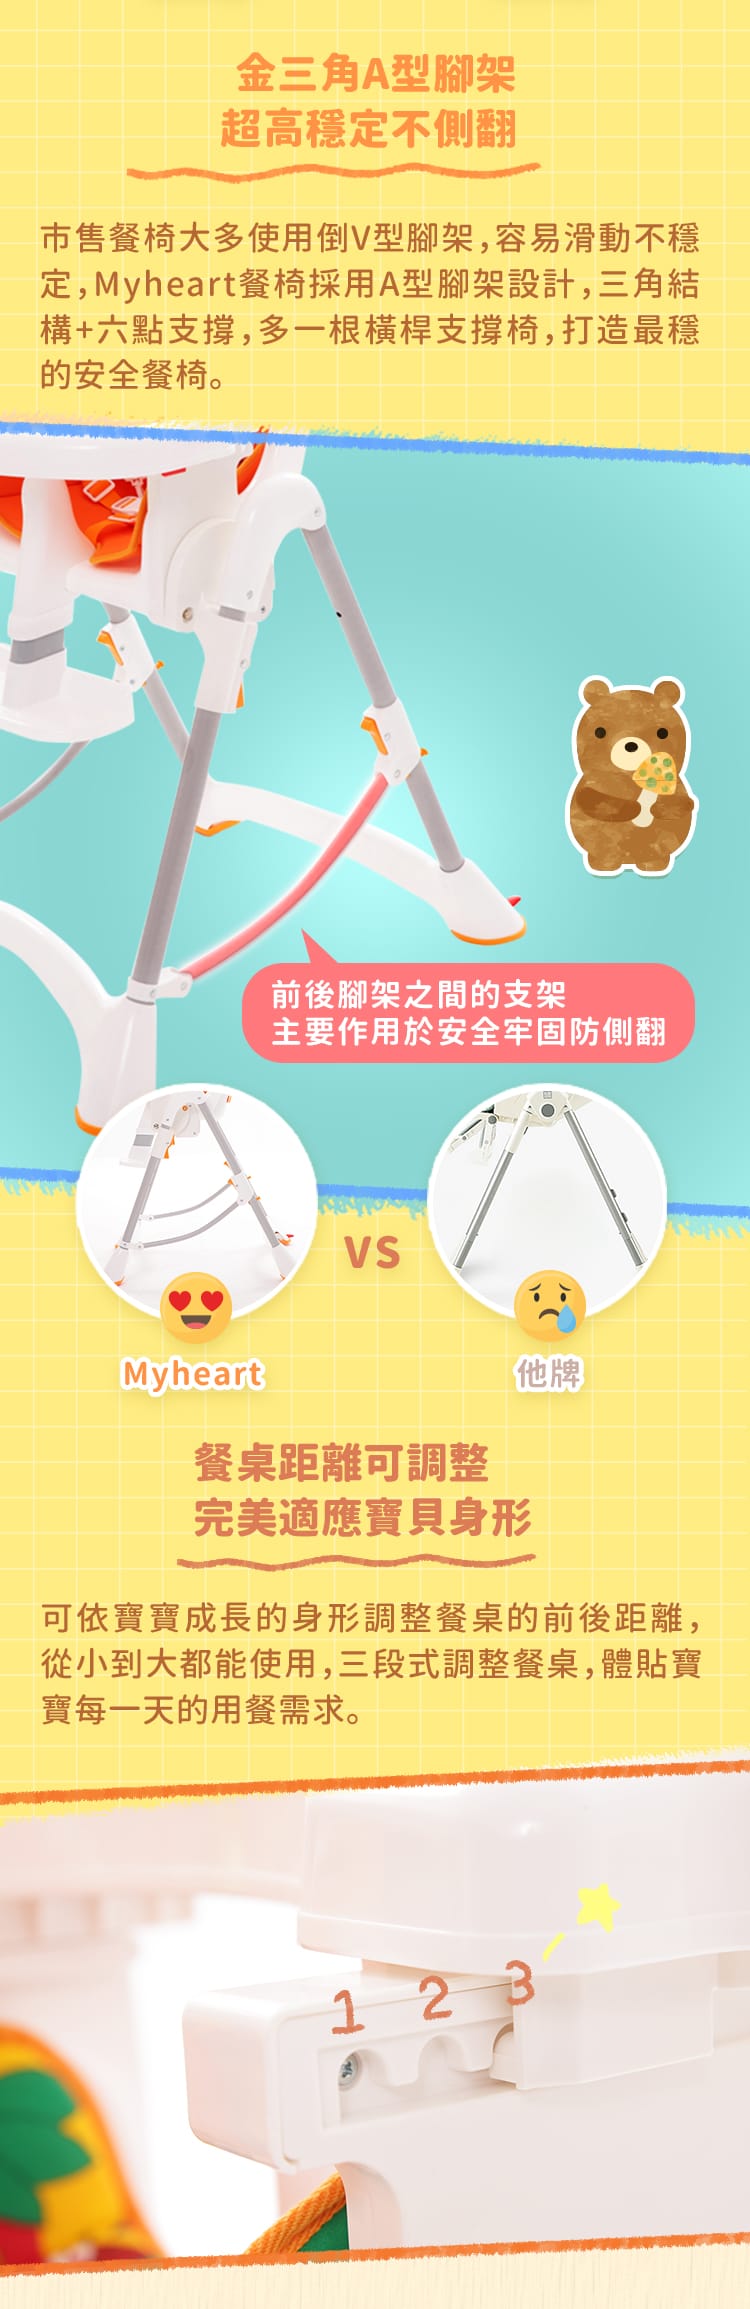 金三角A型腳架
超高穩定不側翻
市售餐椅大多使用倒V型腳架,容易滑動不穩
定,Myheart餐椅採用A型腳架設計,三角結
構+六點支撐,多一根橫桿支撐椅,打造最穩
的安全餐椅。
前後腳架之間的支架
主要作用於安全牢固防側翻
VS
Myheart
他牌
餐桌距離可調整
完美適應寶貝身形
可依寶寶成長的身形調整餐桌的前後距離,
從小到大都能使用,三段式調整餐桌,體貼寶
寶每一天的用餐需求。
1 2 3